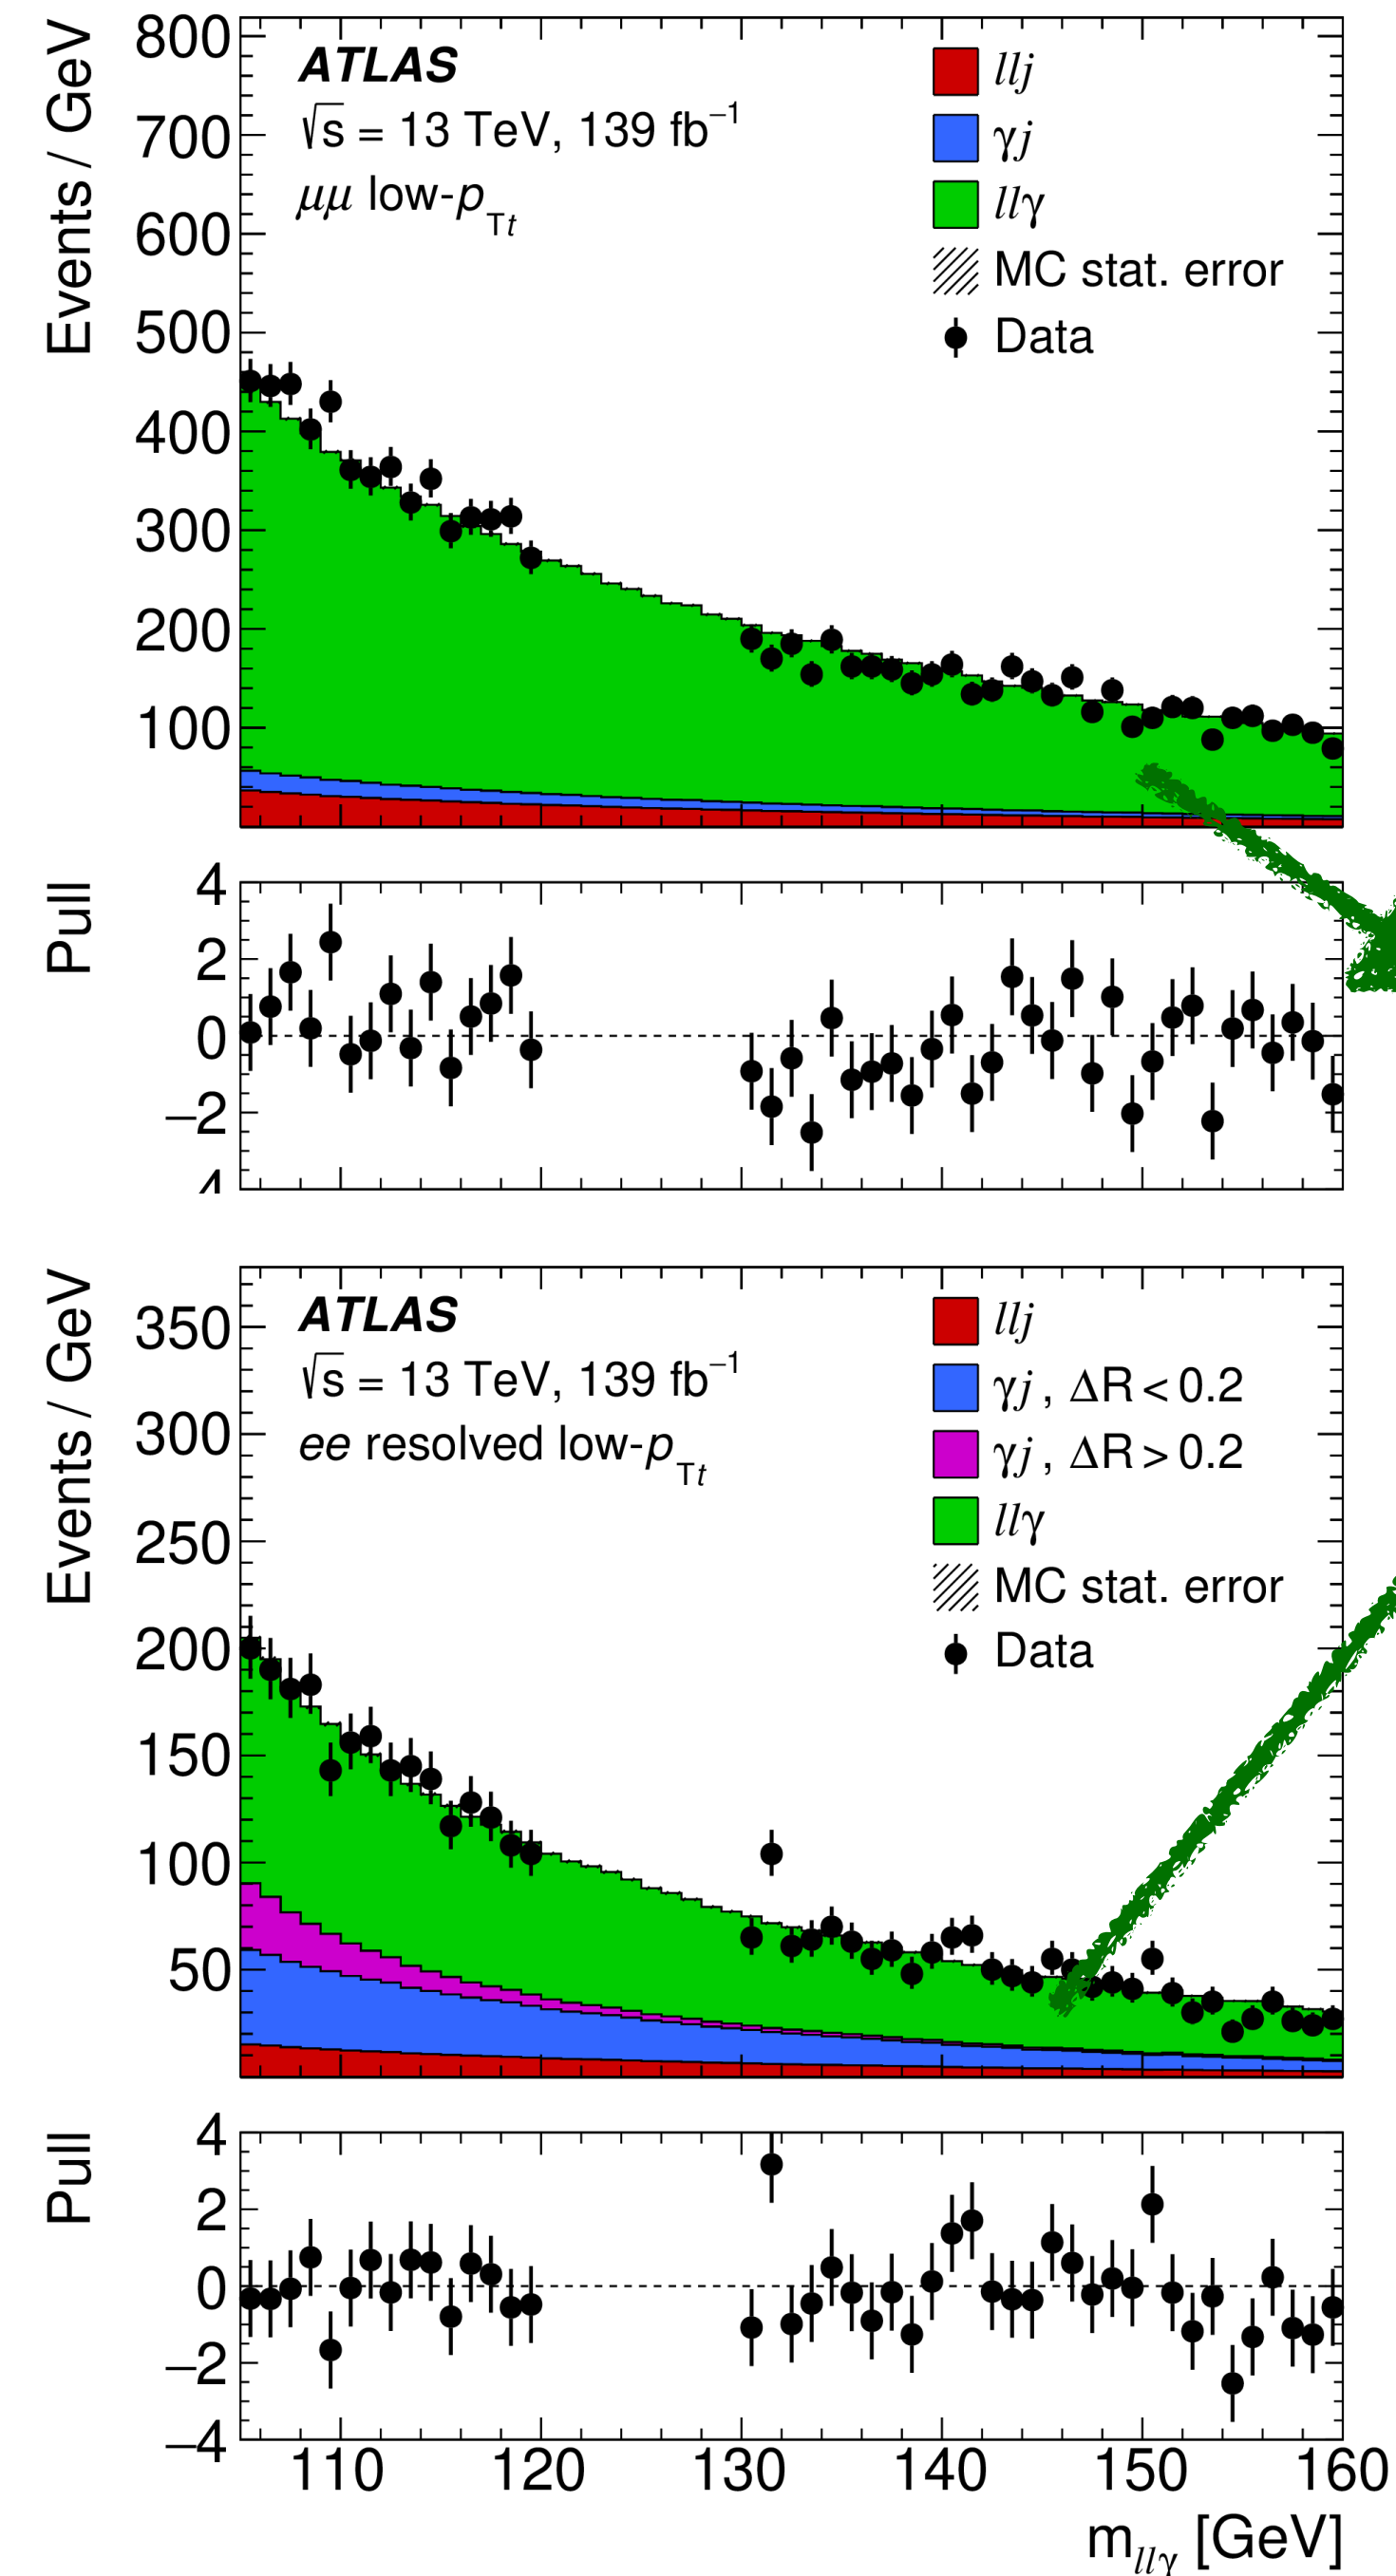 Events / GeV
800
700
600
500
400
300
200
100
ATLAS
√s = 13 TeV, 139 fb⁻¹
μμ low-p_Tt
llj
γj
llγ
MC stat. error
Data
Pull
4
2
0
−2
4
Events / GeV
350
300
250
200
150
100
50
ATLAS
√s = 13 TeV, 139 fb⁻¹
ee resolved low-p_Tt
llj
γj , ΔR < 0.2
γj , ΔR > 0.2
llγ
MC stat. error
Data
Pull
4
2
0
−2
−4
110 120 130 140 150 160
m_llγ [GeV]